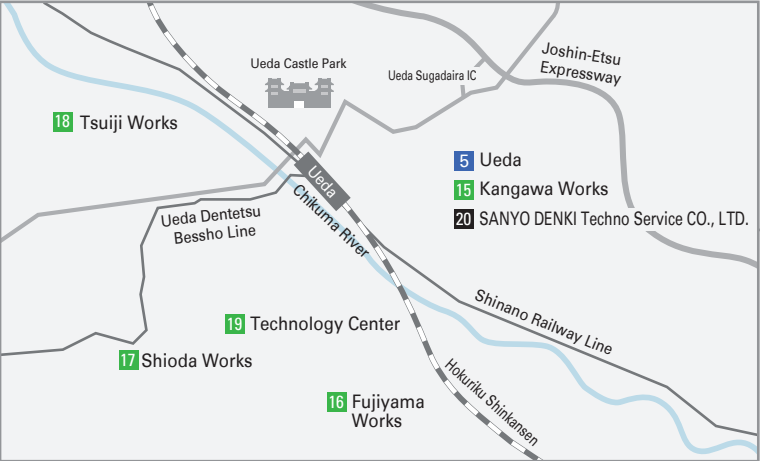 Ueda Castle Park
Ueda Sugadaira IC
Joshin-Etsu
Expressway
18 Tsuiji Works
5 Ueda
15 Kangawa Works
20 SANYO DENKI Techno Service CO., LTD.
Ueda
Ueda Dentetsu
Bessho Line
Chikuma River
Shinano Railway Line
19 Technology Center
17 Shioda Works
Hokuriku Shinkansen
16 Fujiyama
Works